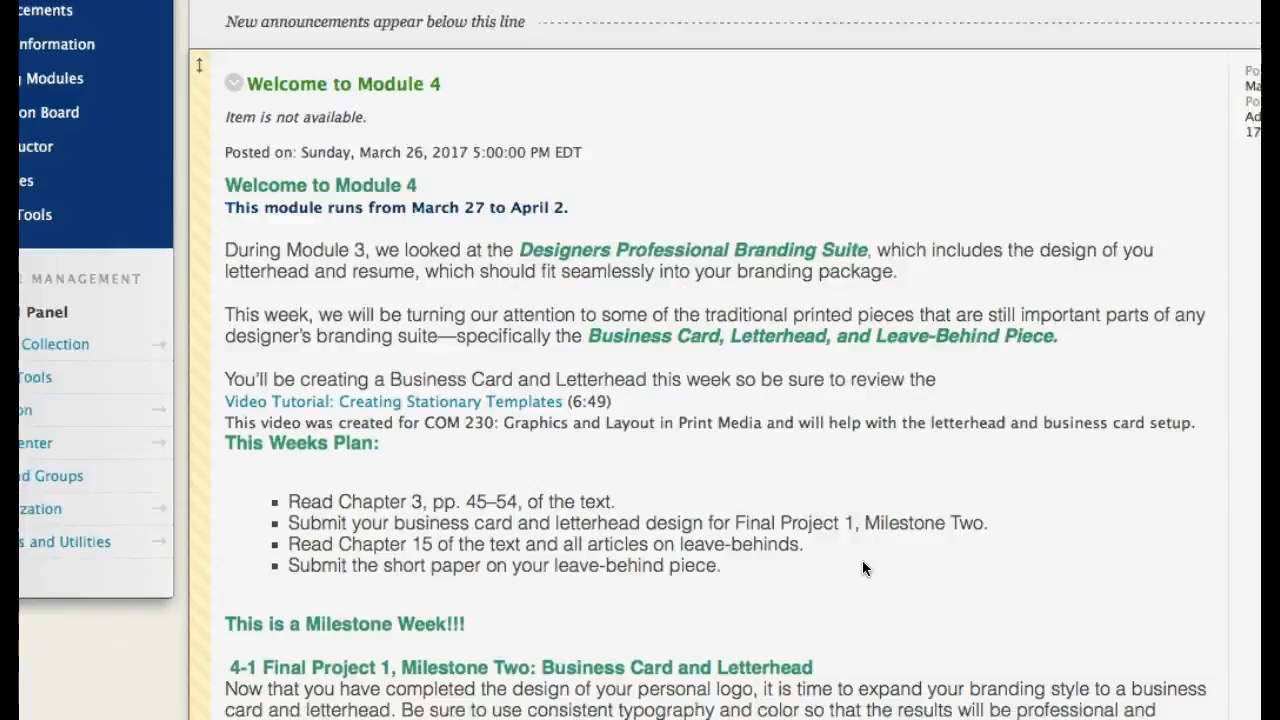 cements
New announcements appear below this line
nformation
Modules
on Board
uctor
es
Tools
MANAGEMENT
Panel
Collection
Tools
on
enter
d Groups
zation
s and Utilities
Welcome to Module 4
Item is not available.
Posted on: Sunday, March 26, 2017 5:00:00 PM EDT
Welcome to Module 4
This module runs from March 27 to April 2.
During Module 3, we looked at the Designers Professional Branding Suite, which includes the design of you
letterhead and resume, which should fit seamlessly into your branding package.
This week, we will be turning our attention to some of the traditional printed pieces that are still important parts of any
designer's branding suite—specifically the Business Card, Letterhead, and Leave-Behind Piece.
You'll be creating a Business Card and Letterhead this week so be sure to review the
Video Tutorial: Creating Stationary Templates (6:49)
This video was created for COM 230: Graphics and Layout in Print Media and will help with the letterhead and business card setup.
This Weeks Plan:
Read Chapter 3, pp. 45–54, of the text.
Submit your business card and letterhead design for Final Project 1, Milestone Two.
Read Chapter 15 of the text and all articles on leave-behinds.
Submit the short paper on your leave-behind piece.
This is a Milestone Week!!!
4-1 Final Project 1, Milestone Two: Business Card and Letterhead
Now that you have completed the design of your personal logo, it is time to expand your branding style to a business
card and letterhead. Be sure to use consistent typography and color so that the results will be professional and
Po
Ma
Po
Ad
17